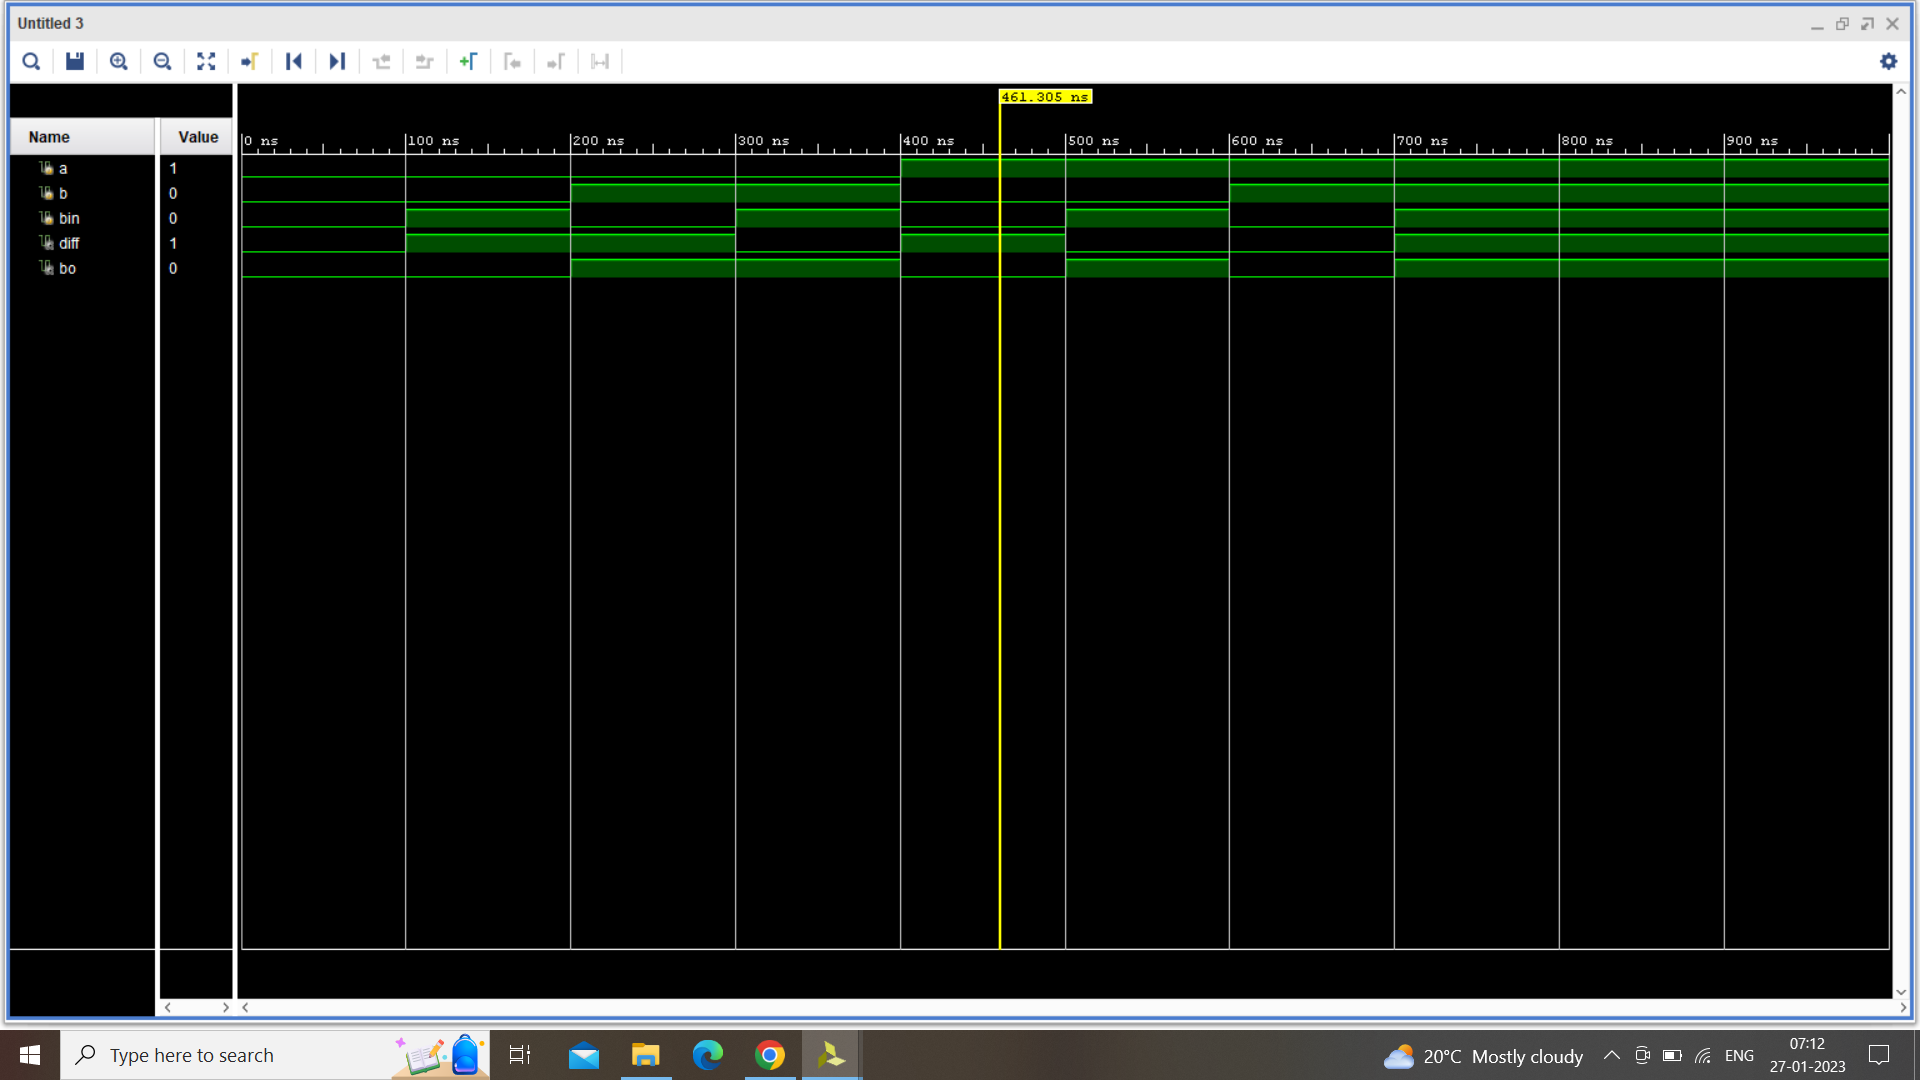 Untitled 3
461.305 ns
Name Value
0 ns 100 ns 200 ns 300 ns 400 ns 500 ns 600 ns 700 ns 800 ns 900 ns
a 1
b 0
bin 0
diff 1
bo 0
Type here to search
20°C Mostly cloudy
ENG
07:12
27-01-2023